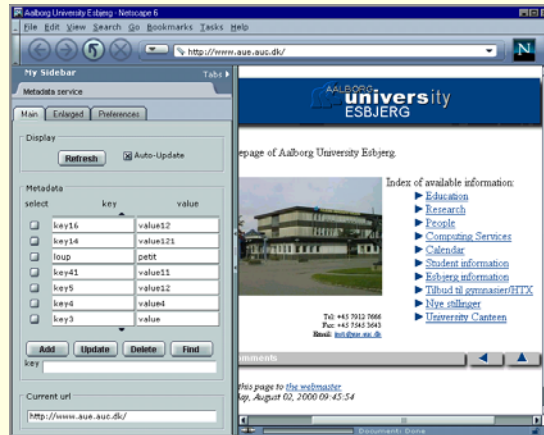 Aalborg University Esbjerg - Netscape 6
File Edit View Search Go Bookmarks Tasks Help
http://www.aue.auc.dk/
N
My Sidebar
Tabs
Metadata service
Main Enlarged Preferences
Display
Refresh
Auto-Update
Metadata
select key value
key16 value12
key14 value121
loup petit
key41 value11
key5 value12
key4 value4
key3 value
Add Update Delete Find
key
Current url
http://www.aue.auc.dk/
AALBORG
university
ESBJERG
epage of Aalborg University Esbjerg.
Index of available information:
Education
Research
People
Computing Services
Calendar
Student information
Esbjerg information
Tilbud til gymnasier/HTX
Nye stillinger
University Canteen
Tel: +45 7912 7666
Fax: +45 7545 3643
Email:
omments
this page to the webmaster
ay, August 02, 2000 09:45:54
Document: Done